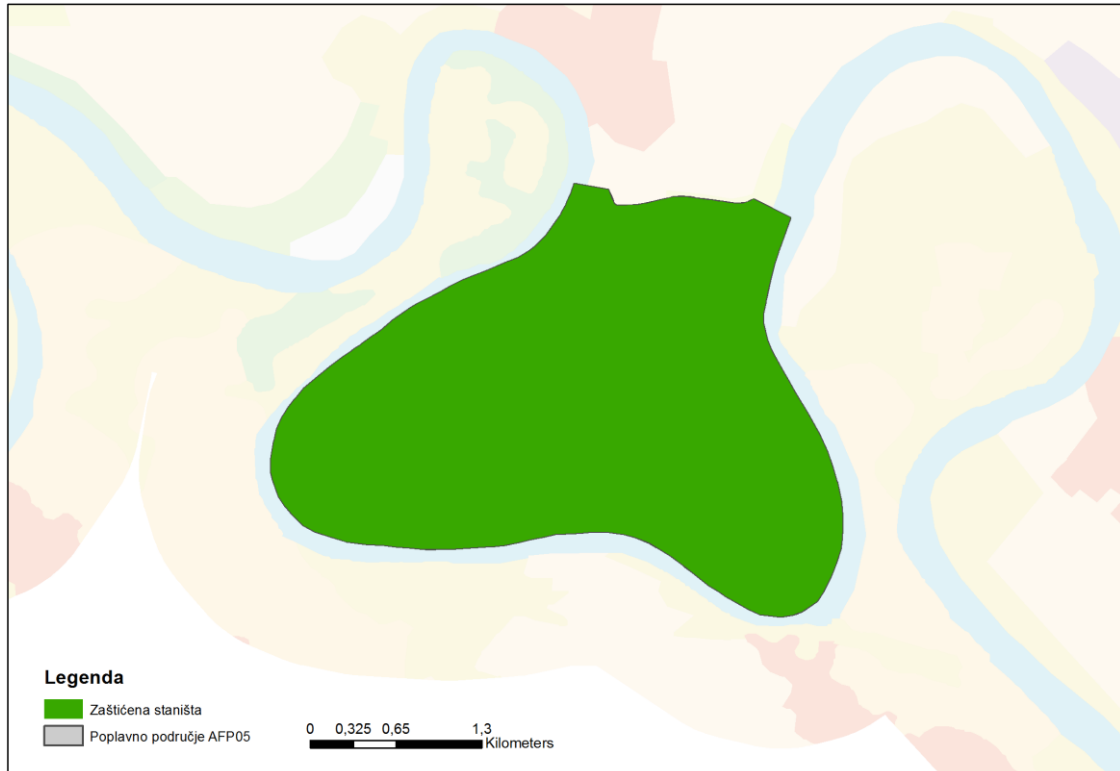 Legenda
Zaštićena staništa
Poplavno područje AFP05
0 0,325 0,65 1,3
Kilometers